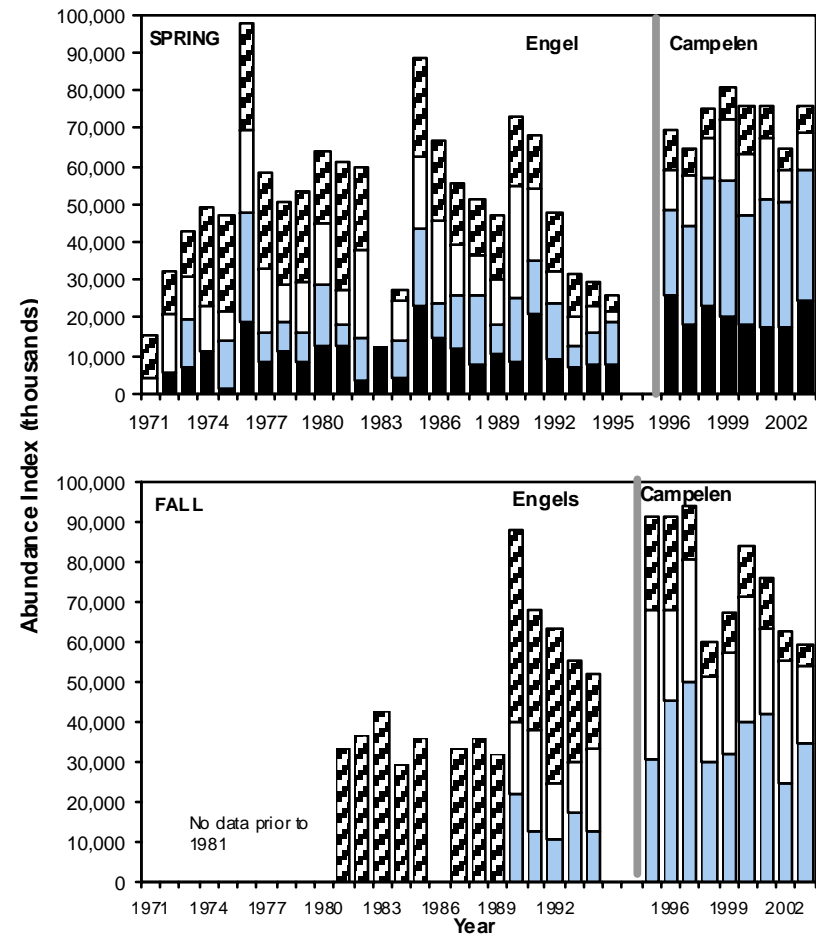 100,000
90,000
80,000
70,000
60,000
50,000
40,000
30,000
20,000
10,000
0
SPRING
Engel
Campelen
1971 1974 1977 1980 1983 1986 1989 1992 1995 1996 1999 2002
Abundance Index (thousands)
100,000
90,000
80,000
70,000
60,000
50,000
40,000
30,000
20,000
10,000
0
FALL
Engels
Campelen
No data prior to
1981
1971 1974 1977 1980 1983 1986 1989 1992 1996 1999 2002
Year